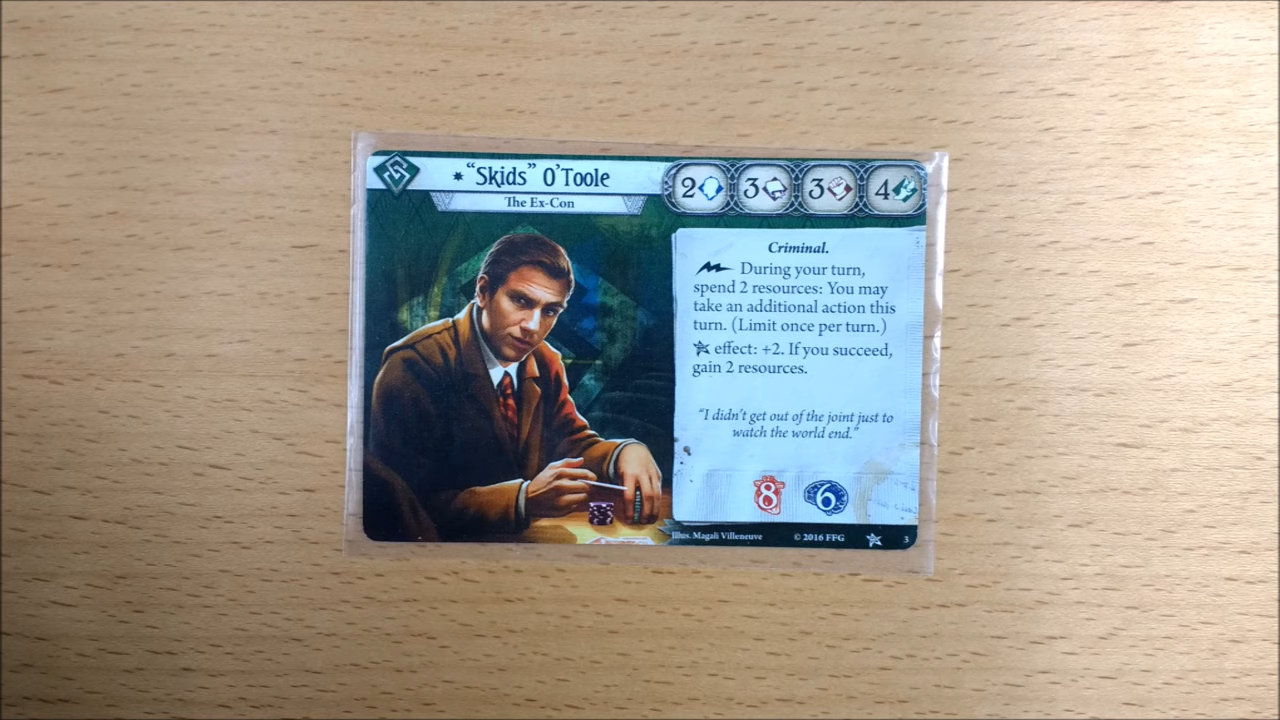 "Skids" O'Toole
The Ex-Con
2 3 3 4
Criminal.
During your turn,
spend 2 resources: You may
take an additional action this
turn. (Limit once per turn.)
effect: +2. If you succeed,
gain 2 resources.
"I didn't get out of the joint just to
watch the world end."
8 6
Illus. Magali Villeneuve © 2016 FFG 3